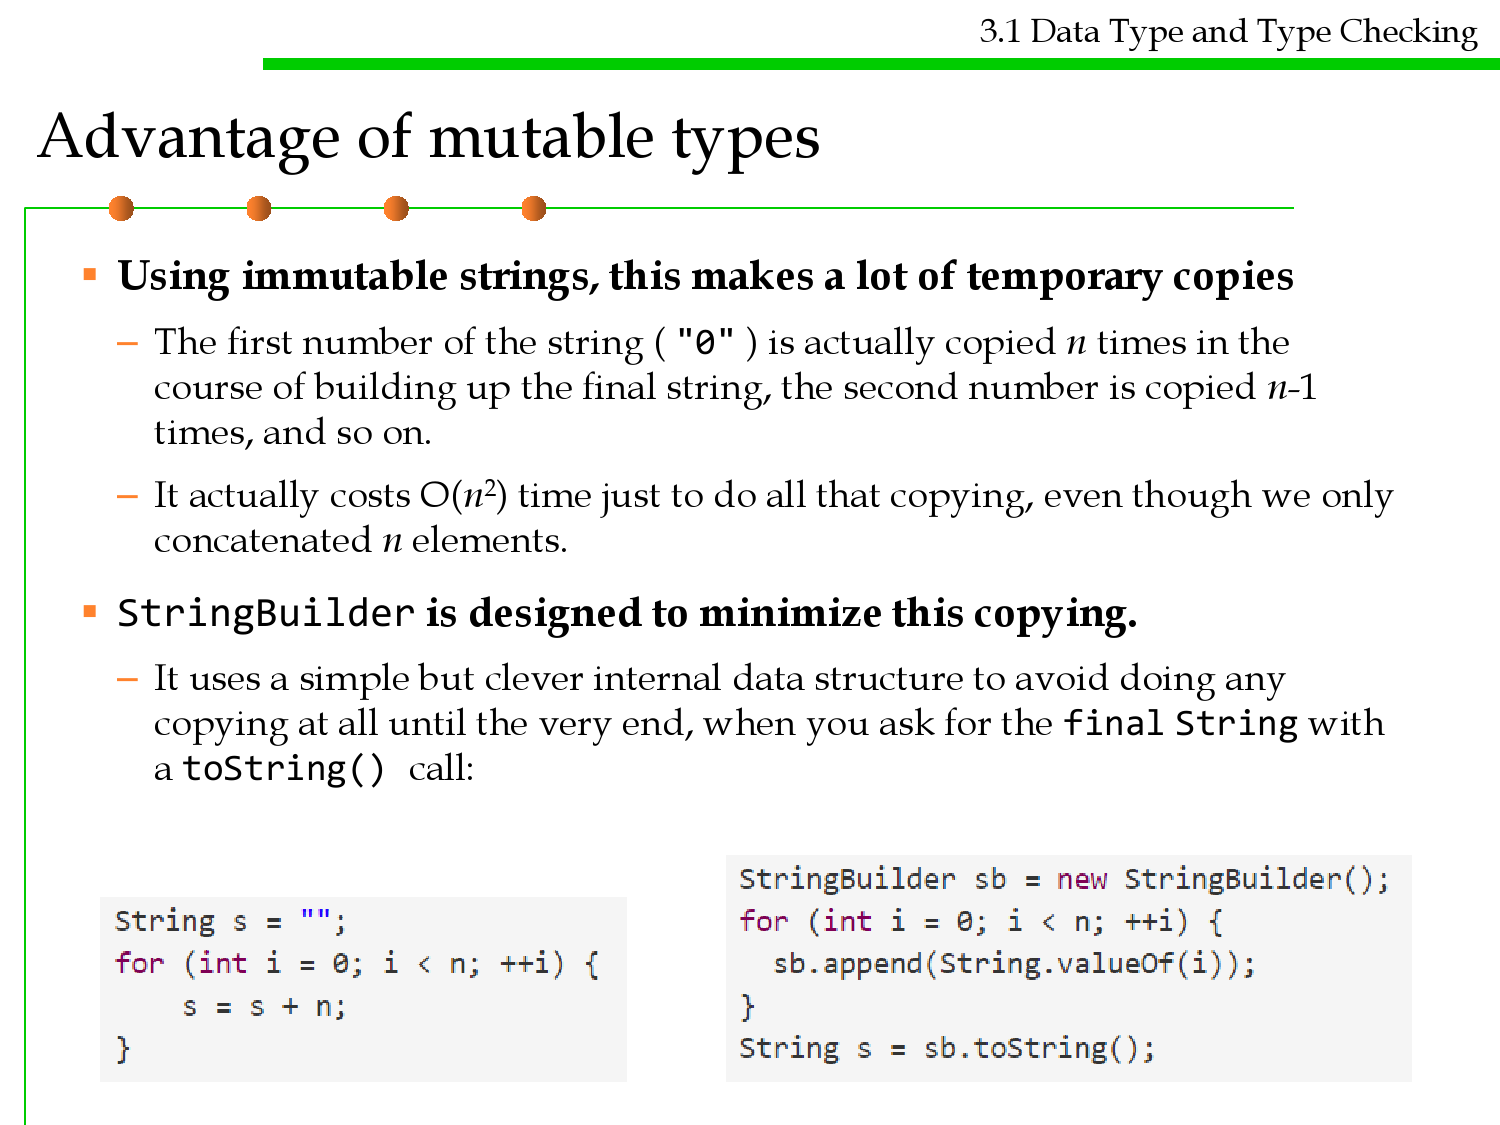 3.1 Data Type and Type Checking
Advantage of mutable types
▪ Using immutable strings, this makes a lot of temporary copies
– The first number of the string ( "0" ) is actually copied n times in the
course of building up the final string, the second number is copied n-1
times, and so on.
– It actually costs O(n²) time just to do all that copying, even though we only
concatenated n elements.
▪ StringBuilder is designed to minimize this copying.
– It uses a simple but clever internal data structure to avoid doing any
copying at all until the very end, when you ask for the final String with
a toString() call:
String s = "";
for (int i = 0; i < n; ++i) {
    s = s + n;
}
StringBuilder sb = new StringBuilder();
for (int i = 0; i < n; ++i) {
  sb.append(String.valueOf(i));
}
String s = sb.toString();